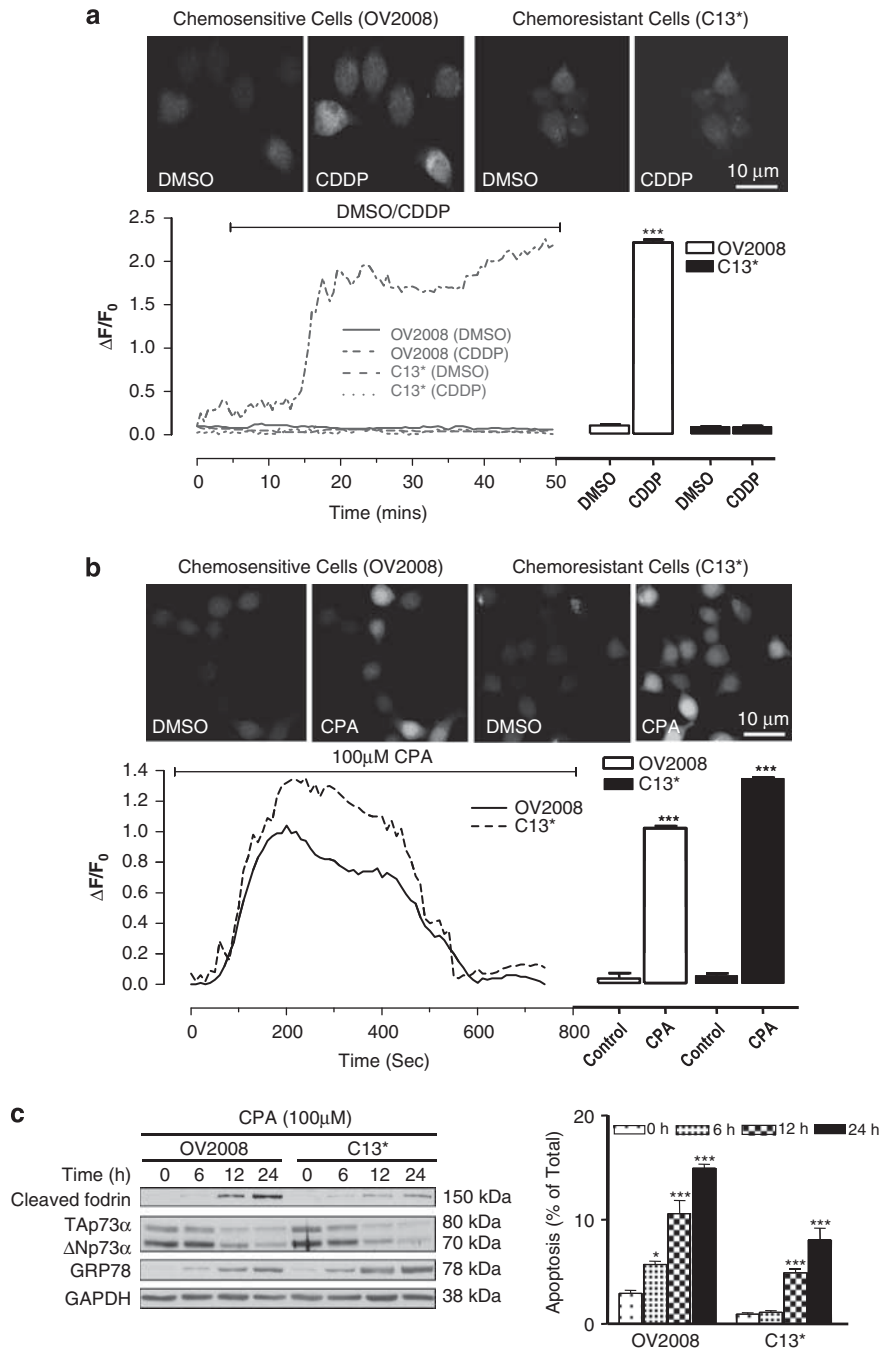 a
Chemosensitive Cells (OV2008) Chemoresistant Cells (C13*)
DMSO CDDP DMSO CDDP 10 μm
DMSO/CDDP
2.5
2.0
1.5
1.0
0.5
0.0
ΔF/F0
OV2008 (DMSO)
OV2008 (CDDP)
C13* (DMSO)
C13* (CDDP)
***
OV2008
C13*
0 10 20 30 40 50
Time (mins)
DMSO CDDP DMSO CDDP
b
Chemosensitive Cells (OV2008) Chemoresistant Cells (C13*)
DMSO CPA DMSO CPA 10 μm
100μM CPA
1.4
1.2
1.0
0.8
0.6
0.4
0.2
0.0
ΔF/F0
OV2008
C13*
OV2008
C13*
***
***
0 200 400 600 800
Time (Sec)
Control CPA Control CPA
c
CPA (100μM)
OV2008 C13*
Time (h) 0 6 12 24 0 6 12 24
Cleaved fodrin 150 kDa
TAp73α 80 kDa
ΔNp73α 70 kDa
GRP78 78 kDa
GAPDH 38 kDa
20
10
0
Apoptosis (% of Total)
0 h 6 h 12 h 24 h
* *** *** *** ***
OV2008 C13*